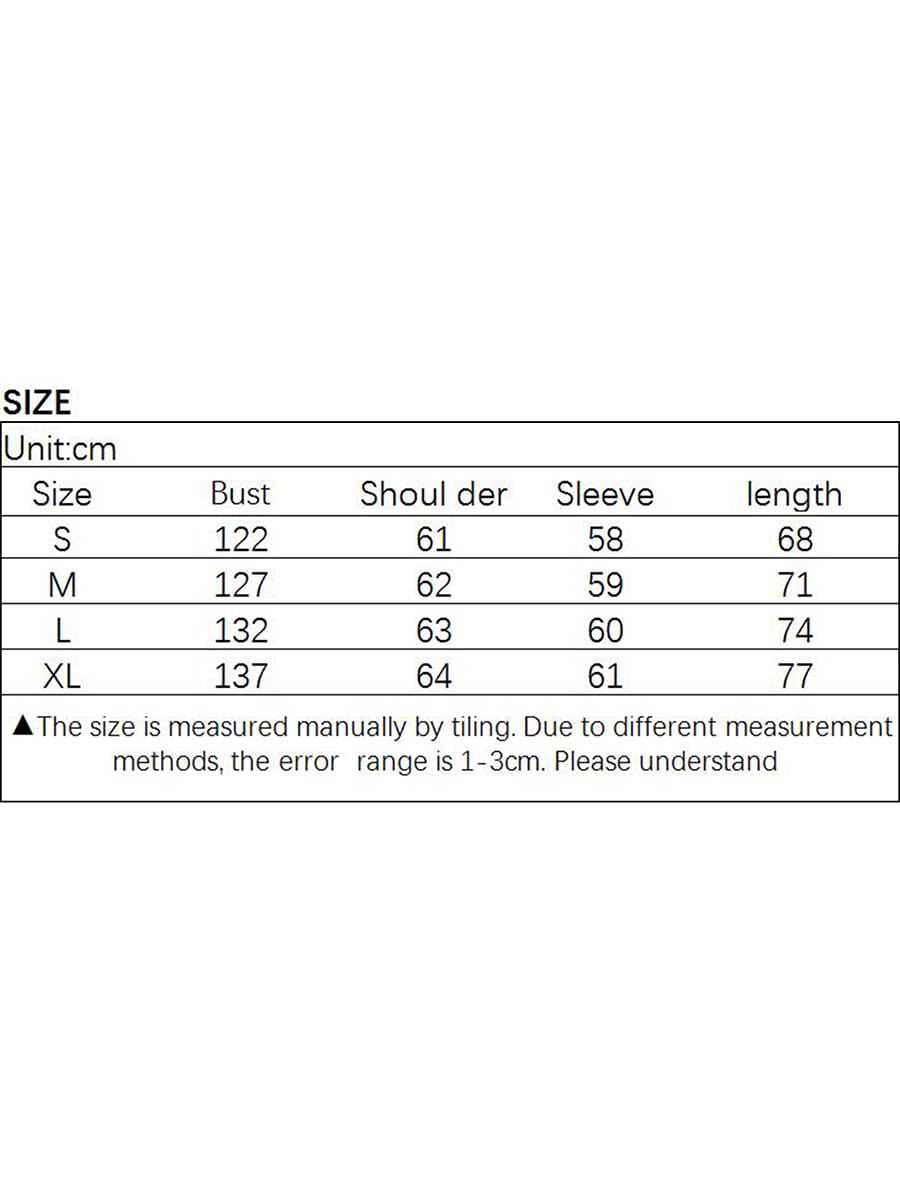 SIZE
Unit:cm
Size Bust Shoul der Sleeve length
S 122 61 58 68
M 127 62 59 71
L 132 63 60 74
XL 137 64 61 77
▲The size is measured manually by tiling. Due to different measurement
methods, the error range is 1-3cm. Please understand